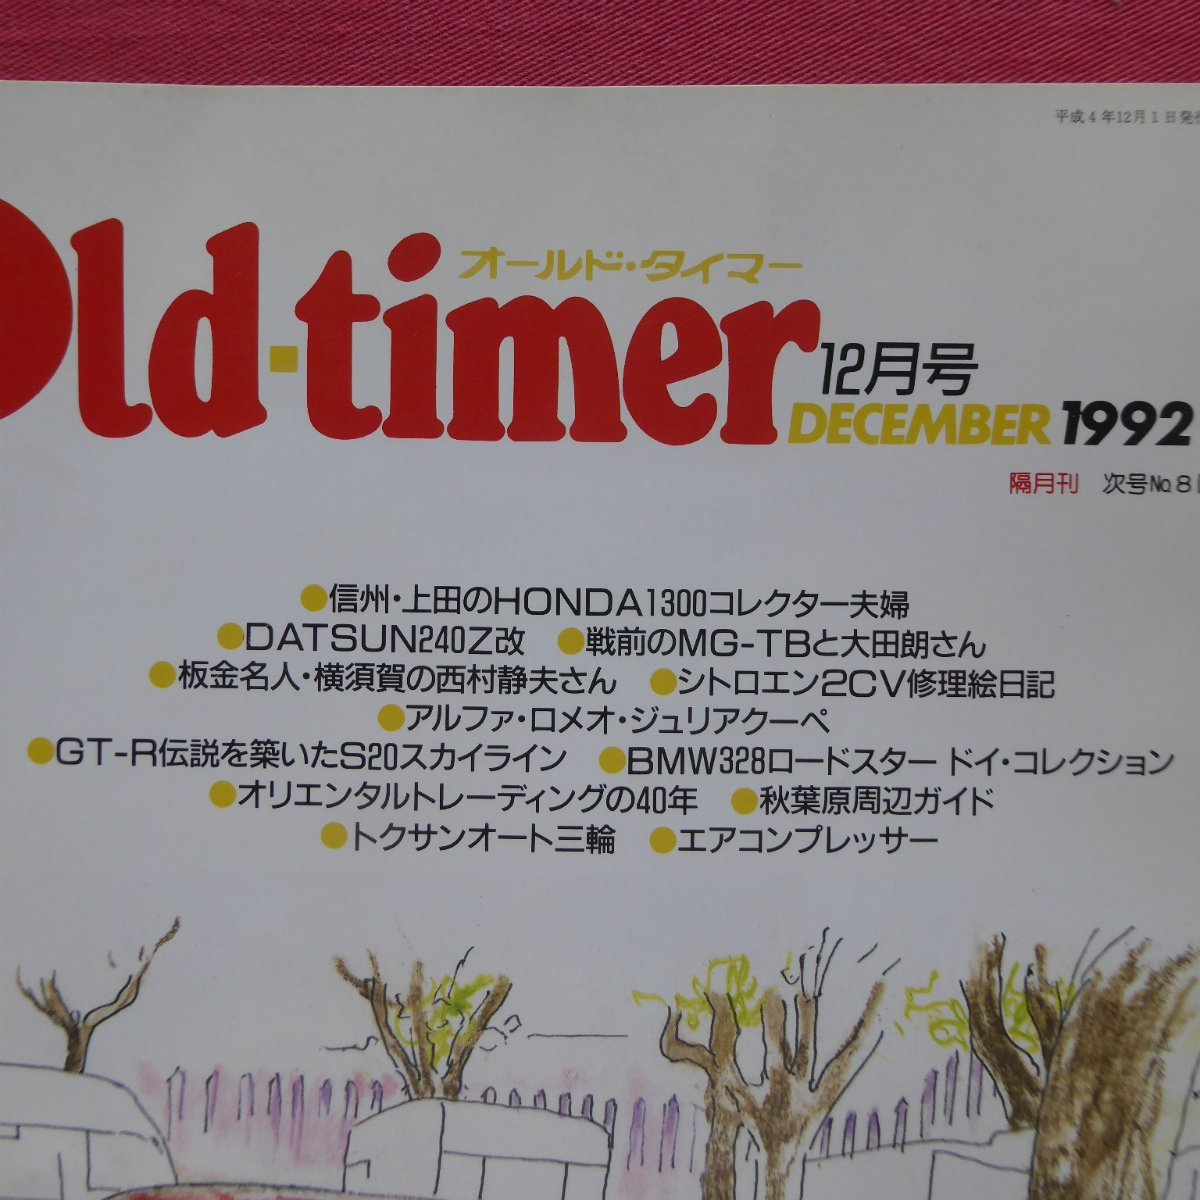 平成4年12月1日発行
Old-timer
オールド・タイマー
12月号
DECEMBER 1992
隔月刊 次号No.8
●信州・上田のHONDA1300コレクター夫婦
●DATSUN240Z改 ●戦前のMG-TBと大田朗さん
●板金名人・横須賀の西村静夫さん ●シトロエン2CV修理絵日記
●アルファ・ロメオ・ジュリアクーペ
●GT-R伝説を築いたS20スカイライン ●BMW328ロードスター ドイ・コレクション
●オリエンタルトレーディングの40年 ●秋葉原周辺ガイド
●トクサンオート三輪 ●エアコンプレッサー